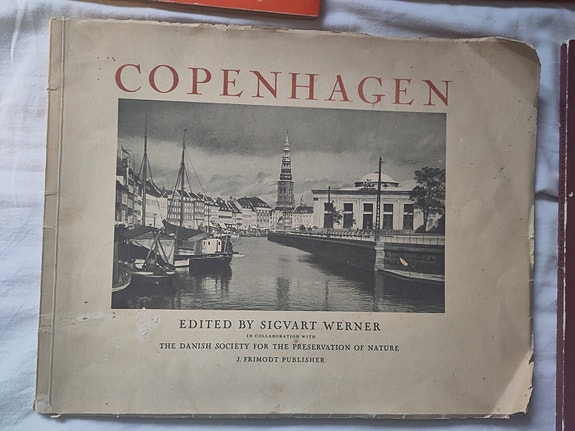 COPENHAGEN
EDITED BY SIGVART WERNER
IN COLLABORATION WITH
THE DANISH SOCIETY FOR THE PRESERVATION OF NATURE
J. FRIMODT PUBLISHER